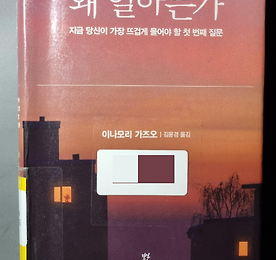 왜 일하는가
지금 당신이 가장 뜨겁게 물어야 할 첫 번째 질문
이나모리 가즈오 | 김윤경 옮김